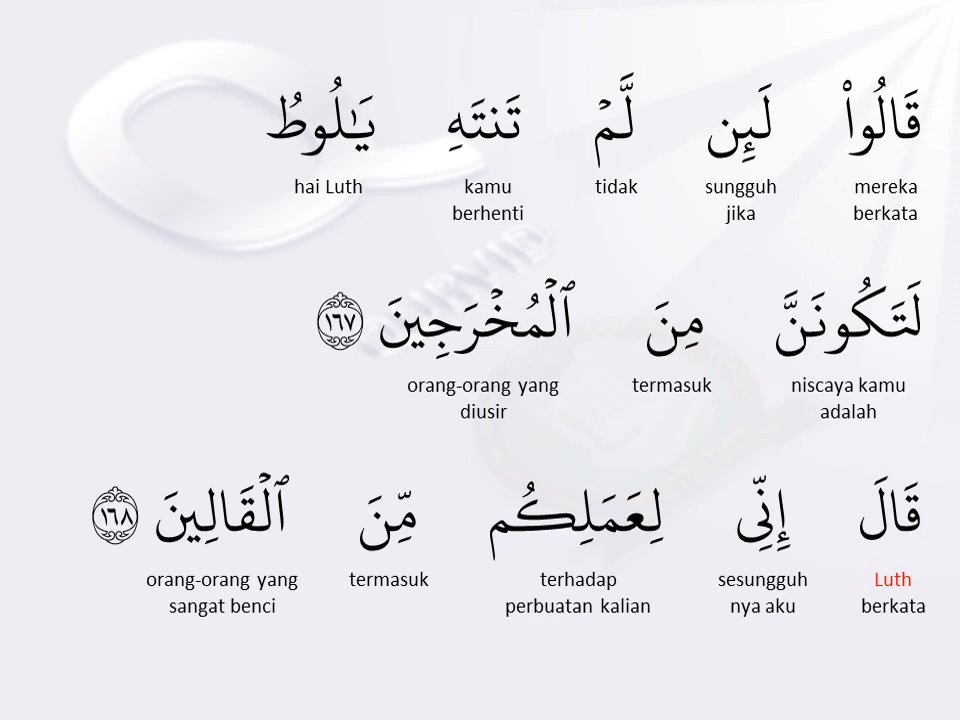 قَالُوا۟ لَئِن لَّمْ تَنتَهِ يَـٰلُوطُ
mereka sungguh tidak kamu hai Luth
berkata jika berhenti
لَتَكُونَنَّ مِنَ ٱلْمُخْرَجِينَ ١٦٧
niscaya kamu termasuk orang-orang yang
adalah diusir
قَالَ إِنِّى لِعَمَلِكُم مِّنَ ٱلْقَالِينَ ١٦٨
Luth sesungguh terhadap termasuk orang-orang yang
berkata nya aku perbuatan kalian sangat benci